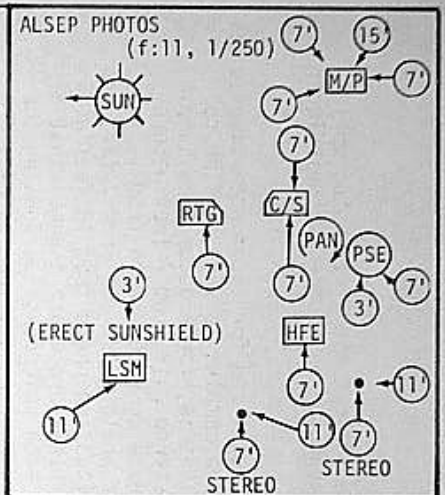 ALSEP PHOTOS
(f:11, 1/250)
7'
15'
SUN
M/P
7'
7'
7'
RTG
C/S
PAN
PSE
7'
7'
3'
7'
3'
(ERECT SUNSHIELD)
HFE
LSM
7'
11'
11'
11'
7'
7'
STEREO
STEREO